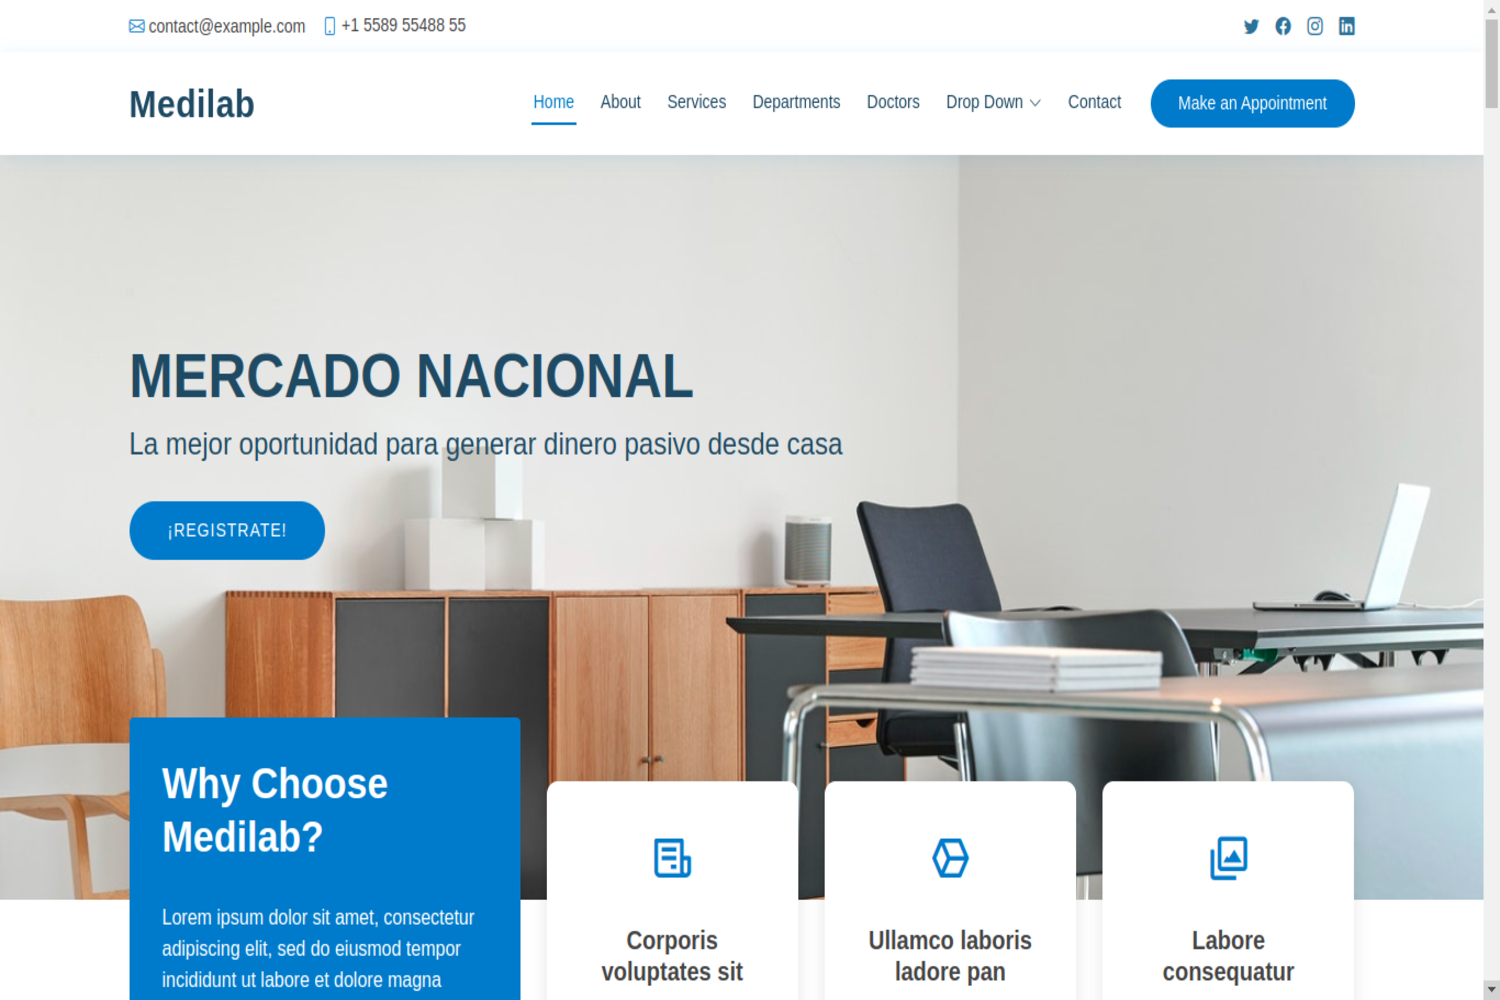 contact@example.com
+1 5589 55488 55
Medilab
Home
About
Services
Departments
Doctors
Drop Down
Contact
Make an Appointment
MERCADO NACIONAL
La mejor oportunidad para generar dinero pasivo desde casa
¡REGISTRATE!
Why Choose
Medilab?
Lorem ipsum dolor sit amet, consectetur
adipiscing elit, sed do eiusmod tempor
incididunt ut labore et dolore magna
Corporis
voluptates sit
Ullamco laboris
ladore pan
Labore
consequatur